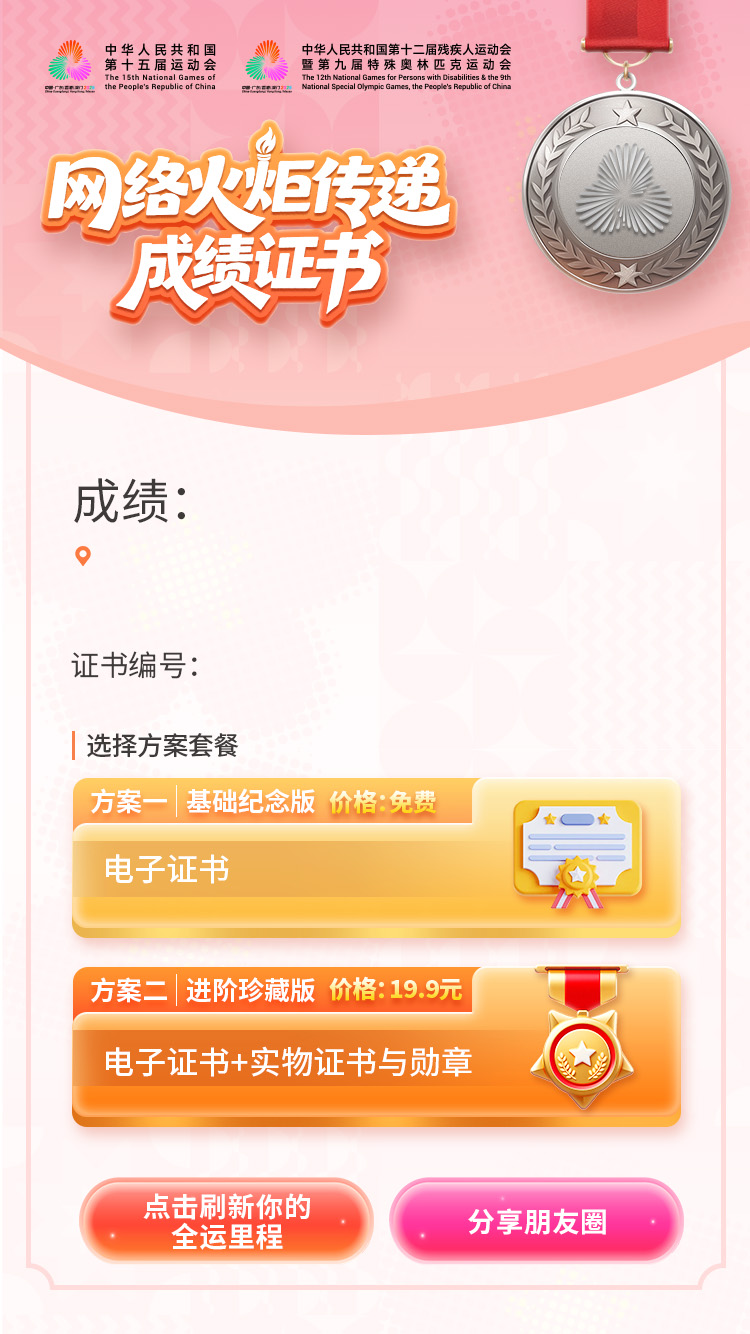 中华人民共和国
第十五届运动会
The 15th National Games of
the People's Republic of China
中华人民共和国第十二届残疾人运动会
暨第九届特殊奥林匹克运动会
The 12th National Games for Persons with Disabilities & the 9th
National Special Olympic Games, the People's Republic of China
网络火炬传递
成绩证书
成绩：
证书编号：
选择方案套餐
方案一 基础纪念版 价格：免费
电子证书
方案二 进阶珍藏版 价格：19.9元
电子证书+实物证书与勋章
点击刷新你的
全运里程
分享朋友圈